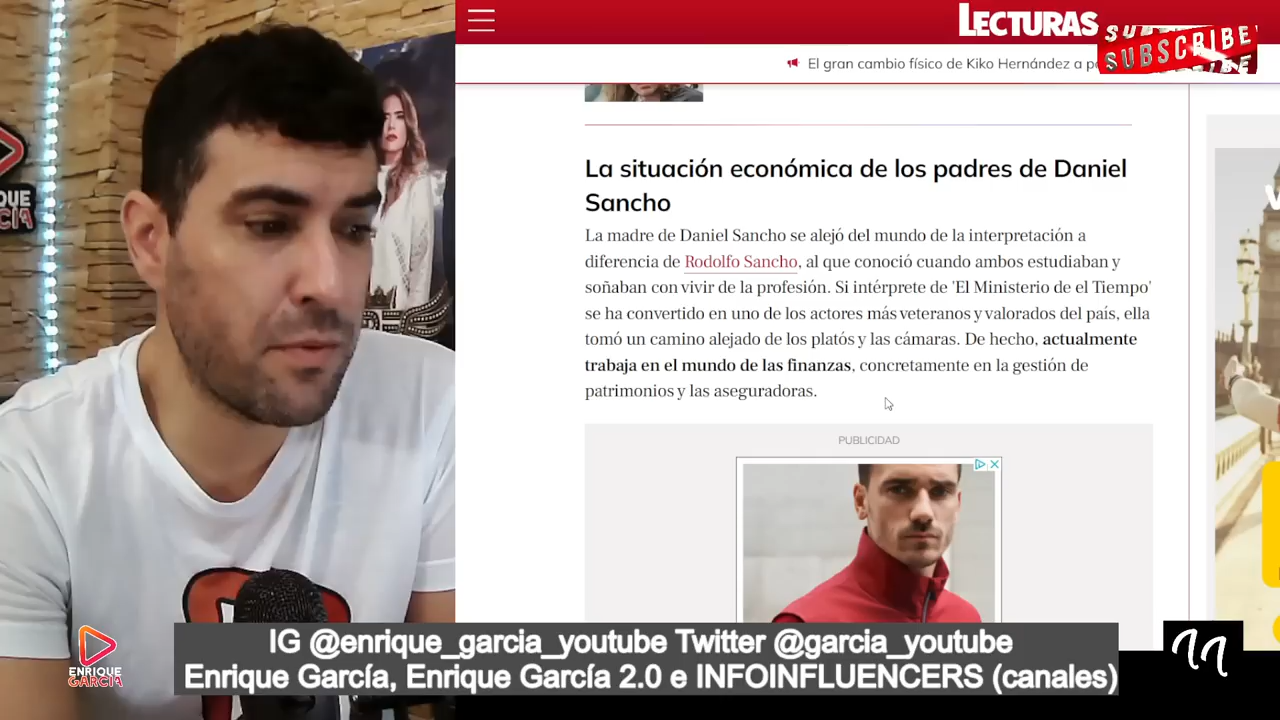 LECTURAS
SUBSCRIBE
El gran cambio físico de Kiko Hernández a
La situación económica de los padres de Daniel
Sancho
La madre de Daniel Sancho se alejó del mundo de la interpretación a
diferencia de Rodolfo Sancho, al que conoció cuando ambos estudiaban y
soñaban con vivir de la profesión. Si intérprete de 'El Ministerio de el Tiempo'
se ha convertido en uno de los actores más veteranos y valorados del país, ella
tomó un camino alejado de los platós y las cámaras. De hecho, actualmente
trabaja en el mundo de las finanzas, concretamente en la gestión de
patrimonios y las aseguradoras.
PUBLICIDAD
IG @enrique_garcia_youtube Twitter @garcia_youtube
Enrique García, Enrique García 2.0 e INFOINFLUENCERS (canales)
ENRIQUE
GARCIA